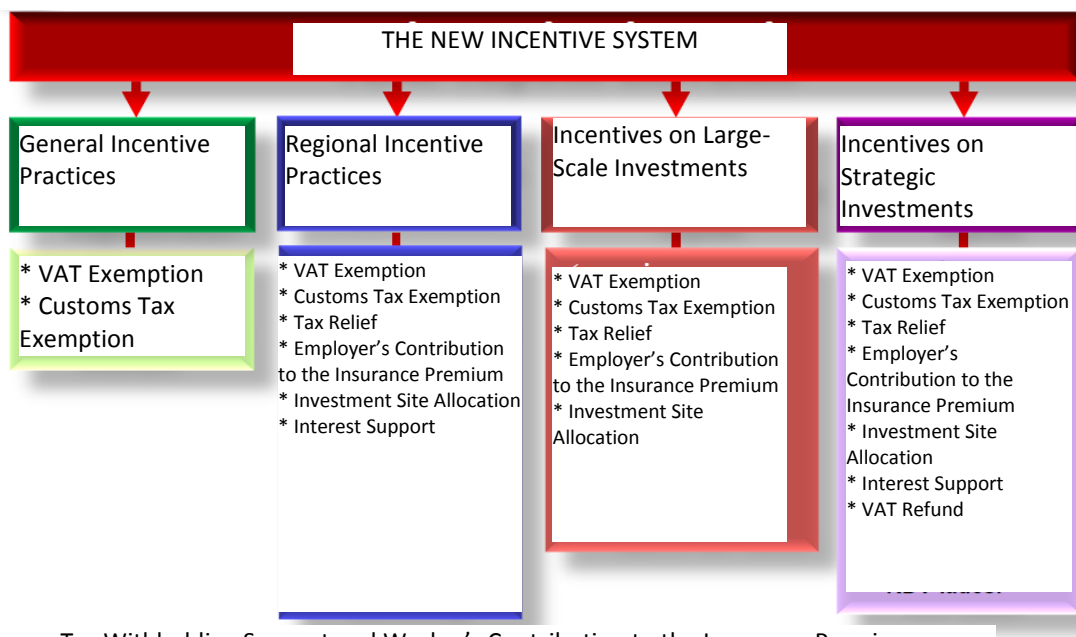 THE NEW INCENTIVE SYSTEM
General Incentive
Practices
* VAT Exemption
* Customs Tax
Exemption
Regional Incentive
Practices
* VAT Exemption
* Customs Tax Exemption
* Tax Relief
* Employer’s Contribution
to the Insurance Premium
* Investment Site Allocation
* Interest Support
Incentives on Large-
Scale Investments
* VAT Exemption
* Customs Tax Exemption
* Tax Relief
* Employer’s Contribution
to the Insurance Premium
* Investment Site
Allocation
Incentives on
Strategic
Investments
* VAT Exemption
* Customs Tax Exemption
* Tax Relief
* Employer’s
Contribution to the
Insurance Premium
* Investment Site
Allocation
* Interest Support
* VAT Refund